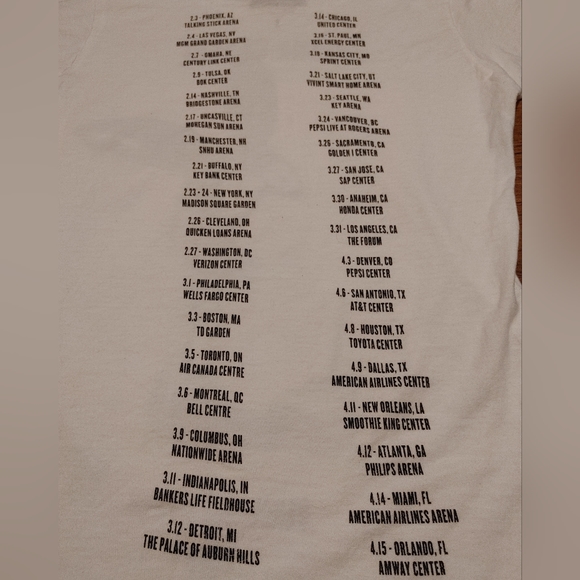 2.3 - PHOENIX, AZ
TALKING STICK ARENA
2.4 - LAS VEGAS, NV
MGM GRAND GARDEN ARENA
2.7 - OMAHA, NE
CENTURY LINK CENTER
2.9 - TULSA, OK
BOK CENTER
2.14 - NASHVILLE, TN
BRIDGESTONE ARENA
2.17 - UNCASVILLE, CT
MOHEGAN SUN ARENA
2.19 - MANCHESTER, NH
SNHU ARENA
2.21 - BUFFALO, NY
KEY BANK CENTER
2.23 + 24 - NEW YORK, NY
MADISON SQUARE GARDEN
2.26 - CLEVELAND, OH
QUICKEN LOANS ARENA
2.27 - WASHINGTON, DC
VERIZON CENTER
3.1 - PHILADELPHIA, PA
WELLS FARGO CENTER
3.3 - BOSTON, MA
TD GARDEN
3.5 - TORONTO, ON
AIR CANADA CENTRE
3.6 - MONTREAL, QC
BELL CENTRE
3.9 - COLUMBUS, OH
NATIONWIDE ARENA
3.11 - INDIANAPOLIS, IN
BANKERS LIFE FIELDHOUSE
3.12 - DETROIT, MI
THE PALACE OF AUBURN HILLS
3.14 - CHICAGO, IL
UNITED CENTER
3.16 - ST. PAUL, MN
XCEL ENERGY CENTER
3.18 - KANSAS CITY, MO
SPRINT CENTER
3.21 - SALT LAKE CITY, UT
VIVINT SMART HOME ARENA
3.23 - SEATTLE, WA
KEY ARENA
3.24 - VANCOUVER, BC
PEPSI LIVE AT ROGERS ARENA
3.26 - SACRAMENTO, CA
GOLDEN 1 CENTER
3.27 - SAN JOSE, CA
SAP CENTER
3.30 - ANAHEIM, CA
HONDA CENTER
3.31 - LOS ANGELES, CA
THE FORUM
4.3 - DENVER, CO
PEPSI CENTER
4.6 - SAN ANTONIO, TX
AT&T CENTER
4.8 - HOUSTON, TX
TOYOTA CENTER
4.9 - DALLAS, TX
AMERICAN AIRLINES CENTER
4.11 - NEW ORLEANS, LA
SMOOTHIE KING CENTER
4.12 - ATLANTA, GA
PHILIPS ARENA
4.14 - MIAMI, FL
AMERICAN AIRLINES ARENA
4.15 - ORLANDO, FL
AMWAY CENTER